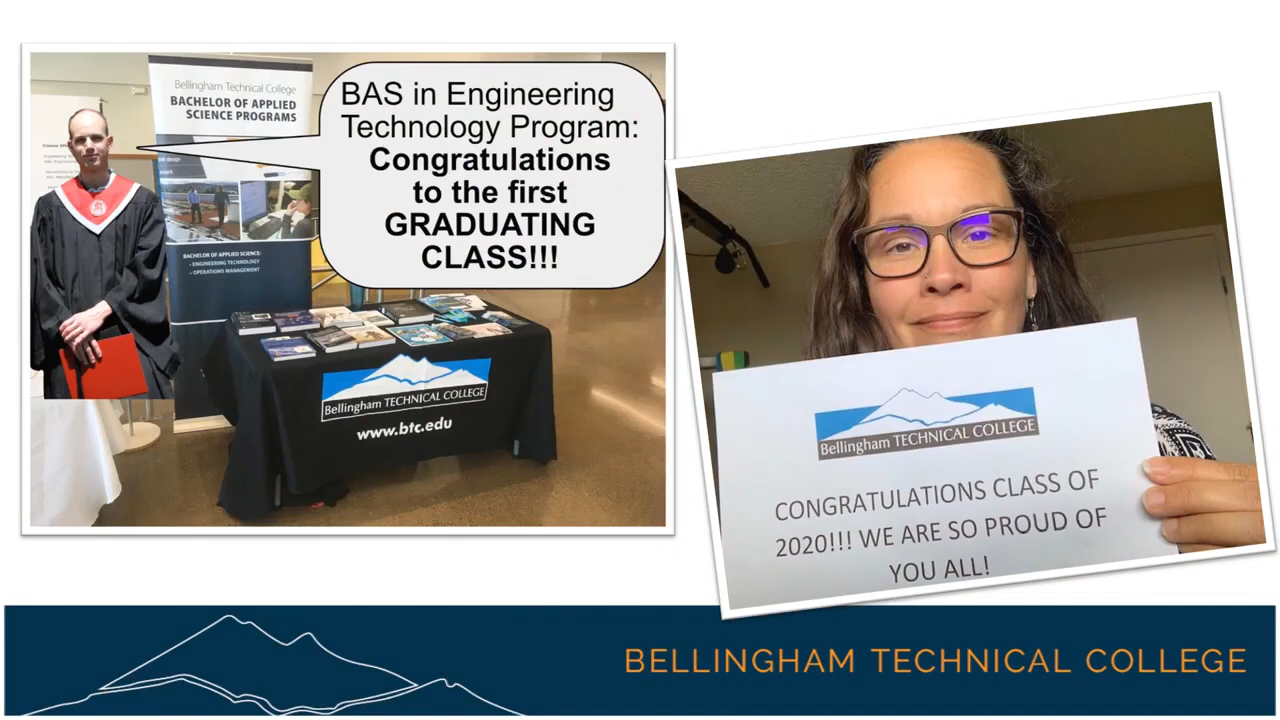 Bellingham Technical College
BACHELOR OF APPLIED
SCIENCE PROGRAMS
BACHELOR OF APPLIED SCIENCE:
• ENGINEERING TECHNOLOGY
• OPERATIONS MANAGEMENT
BAS in Engineering
Technology Program:
Congratulations
to the first
GRADUATING
CLASS!!!
Bellingham TECHNICAL COLLEGE
www.btc.edu
Bellingham TECHNICAL COLLEGE
CONGRATULATIONS CLASS OF
2020!!! WE ARE SO PROUD OF
YOU ALL!
BELLINGHAM TECHNICAL COLLEGE